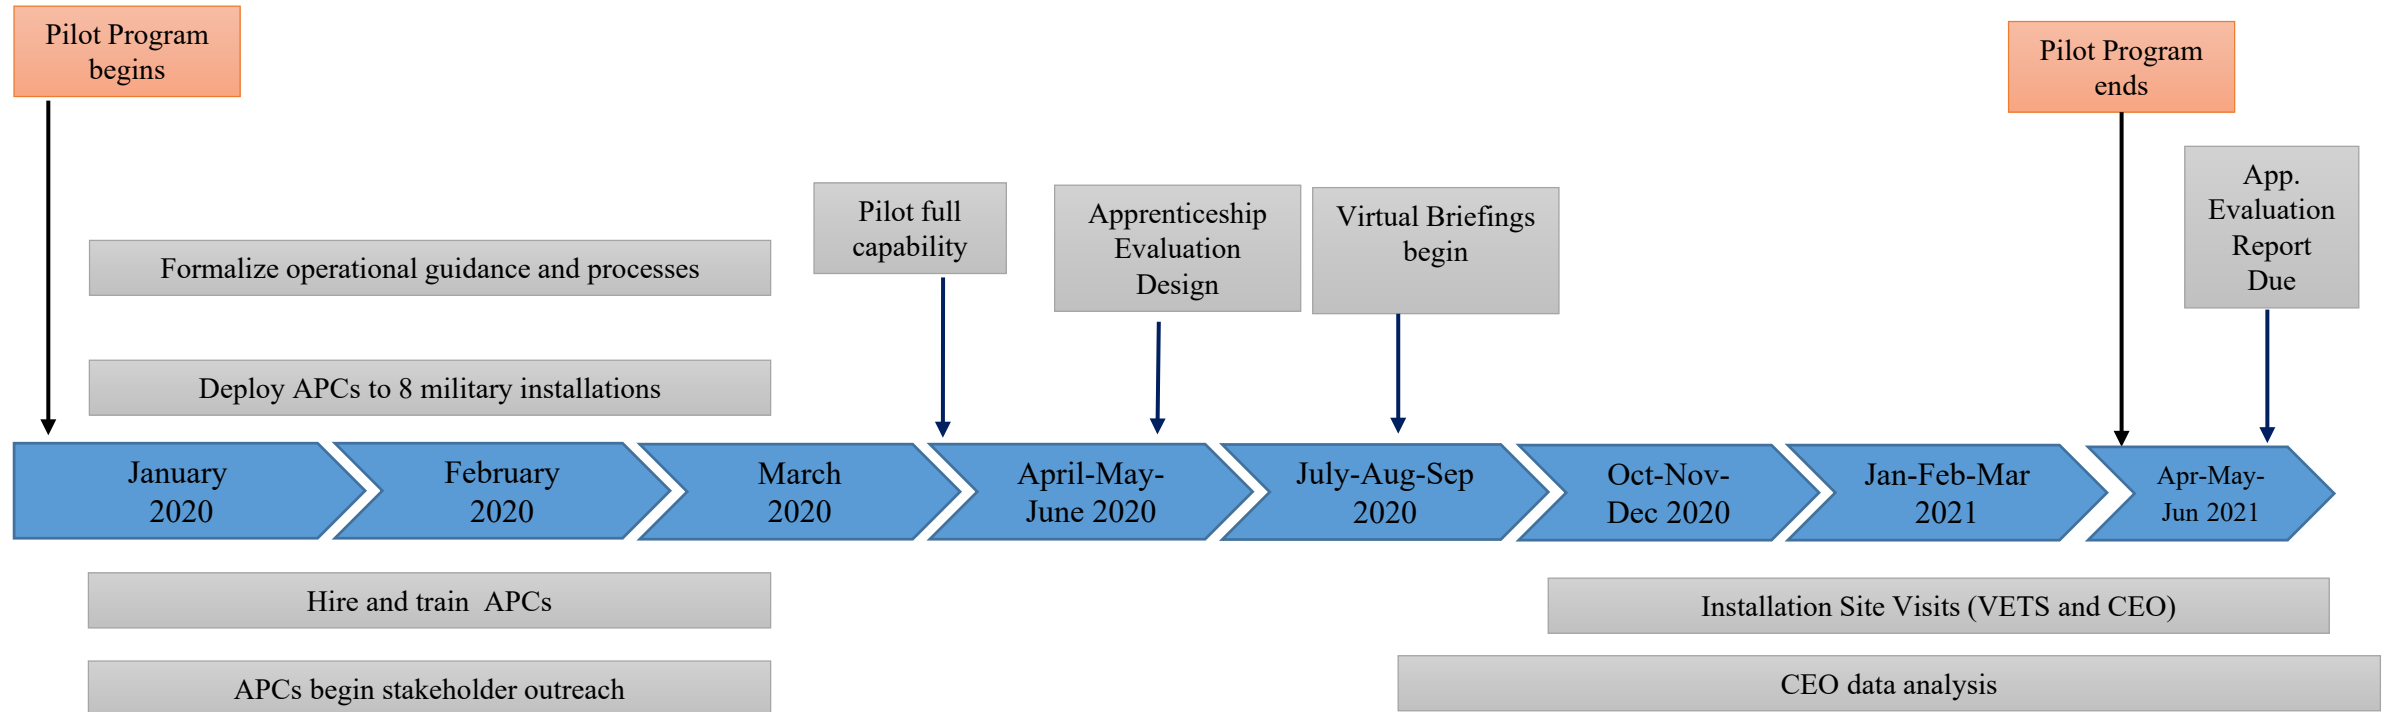 Pilot Program
begins
Pilot Program
ends
App.
Evaluation
Report
Due
Pilot full
capability
Apprenticeship
Evaluation
Design
Virtual Briefings
begin
Formalize operational guidance and processes
Deploy APCs to 8 military installations
January
2020
February
2020
March
2020
April-May-
June 2020
July-Aug-Sep
2020
Oct-Nov-
Dec 2020
Jan-Feb-Mar
2021
Apr-May-
Jun 2021
Hire and train  APCs
Installation Site Visits (VETS and CEO)
APCs begin stakeholder outreach
CEO data analysis